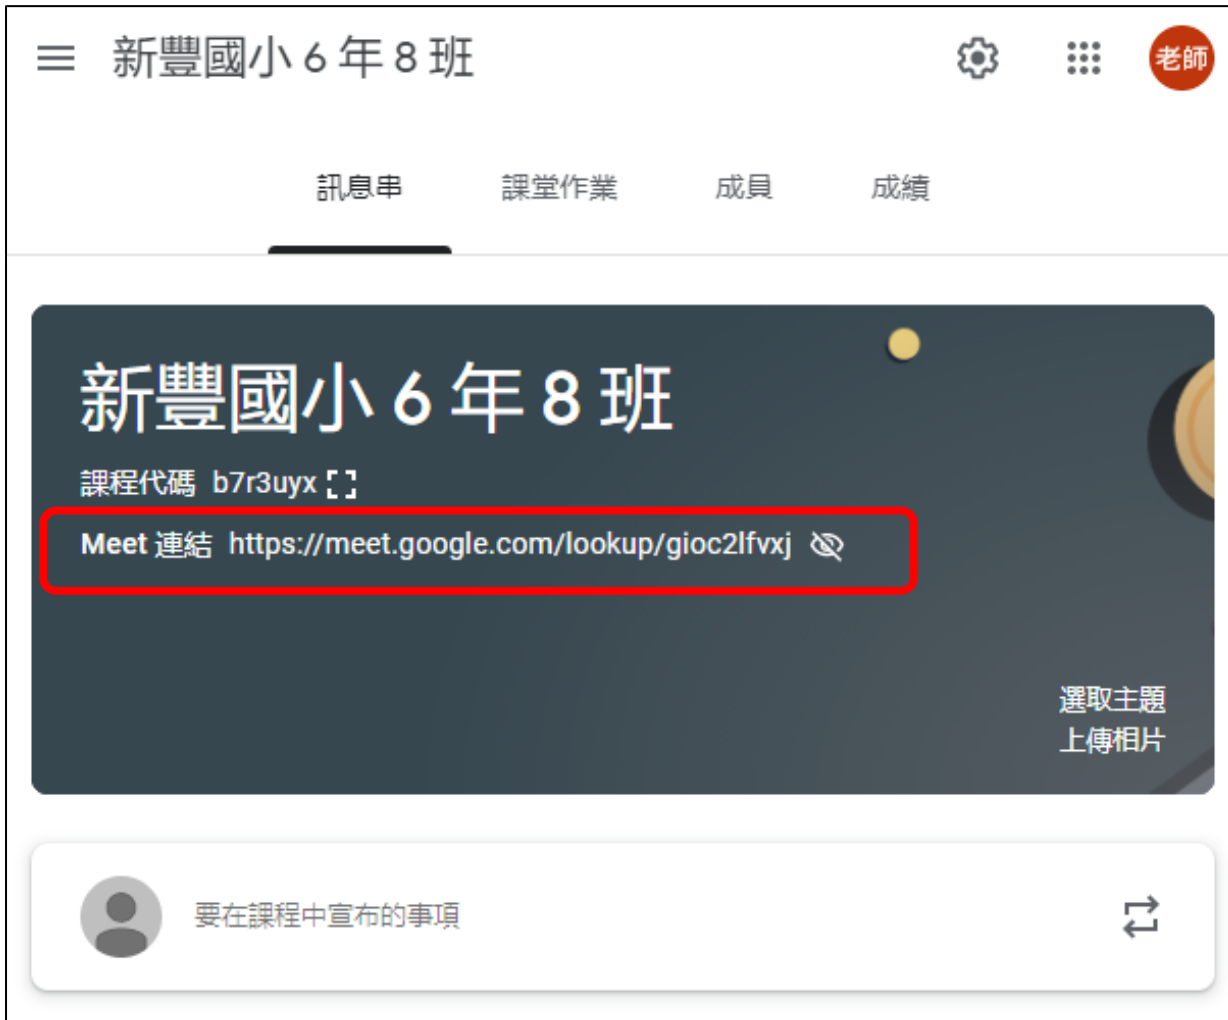 新豐國小 6 年 8 班
老師
訊息串 課堂作業 成員 成績
新豐國小 6 年 8 班
課程代碼 b7r3uyx
Meet 連結 https://meet.google.com/lookup/gioc2lfvxj
選取主題
上傳相片
要在課程中宣布的事項